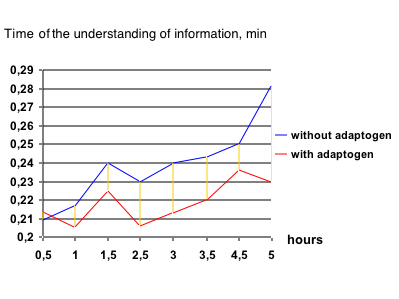 Time of the understanding of information, min
0,29
0,28
0,27
0,26
0,25
0,24
0,23
0,22
0,21
0,2
without adaptogen
with adaptogen
hours
0,5 1 1,5 2,5 3 3,5 4,5 5